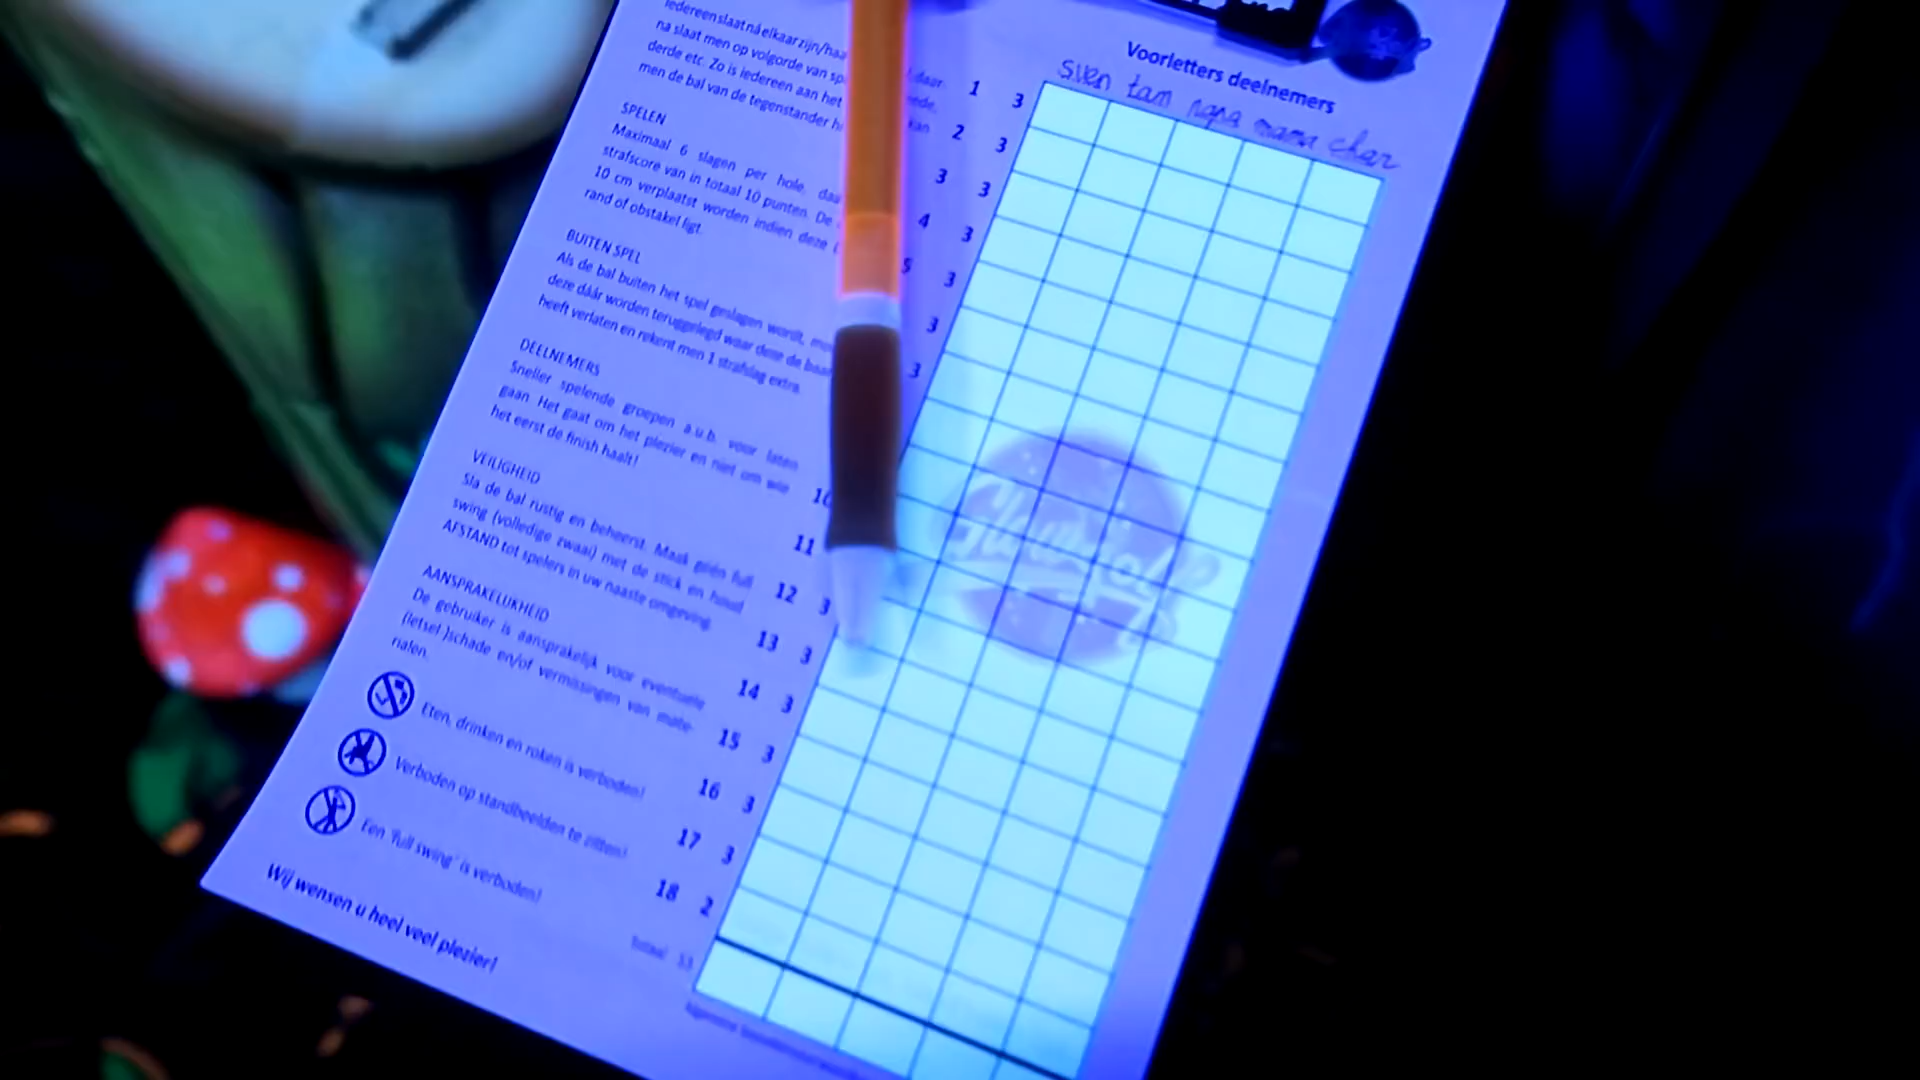 iedereen slaat ná elkaar zijn/haar
na slaat men op volgorde van
derde etc. Zo is iedereen aan het
men de bal van de tegenstander
SPELEN
Maximaal 6 slagen per hole, daar
strafscore van in totaal 10 punten. De
10 cm verplaatst worden indien deze
rand of obstakel ligt.
BUITEN SPEL
Als de bal buiten het spel geslagen wordt,
deze dáár worden teruggelegd waar deze de baan
heeft verlaten en rekent men 1 strafslag extra.
DEELNEMERS
Sneller spelende groepen a.u.b. voor laten
gaan. Het gaat om het plezier en niet om wie
het eerst de finish haalt!
VEILIGHEID
Sla de bal rustig en beheerst. Maak géén full
swing (volledige zwaai) met de stick en houd
AFSTAND tot spelers in uw naaste omgeving.
AANSPRAKELIJKHEID
De gebruiker is aansprakelijk voor eventuele
(letsel-)schade en/of vermissingen van mate-
rialen.
Eten, drinken en roken is verboden!
Verboden op standbeelden te zitten!
Een 'full swing' is verboden!
Wij wensen u heel veel plezier!
Voorletters deelnemers
sven tam papa mama char
1 3
2 3
3 3
4 3
5 3
3
3
10
11
12 3
13 3
14 3
15 3
16 3
17 3
18 2
Totaal 53